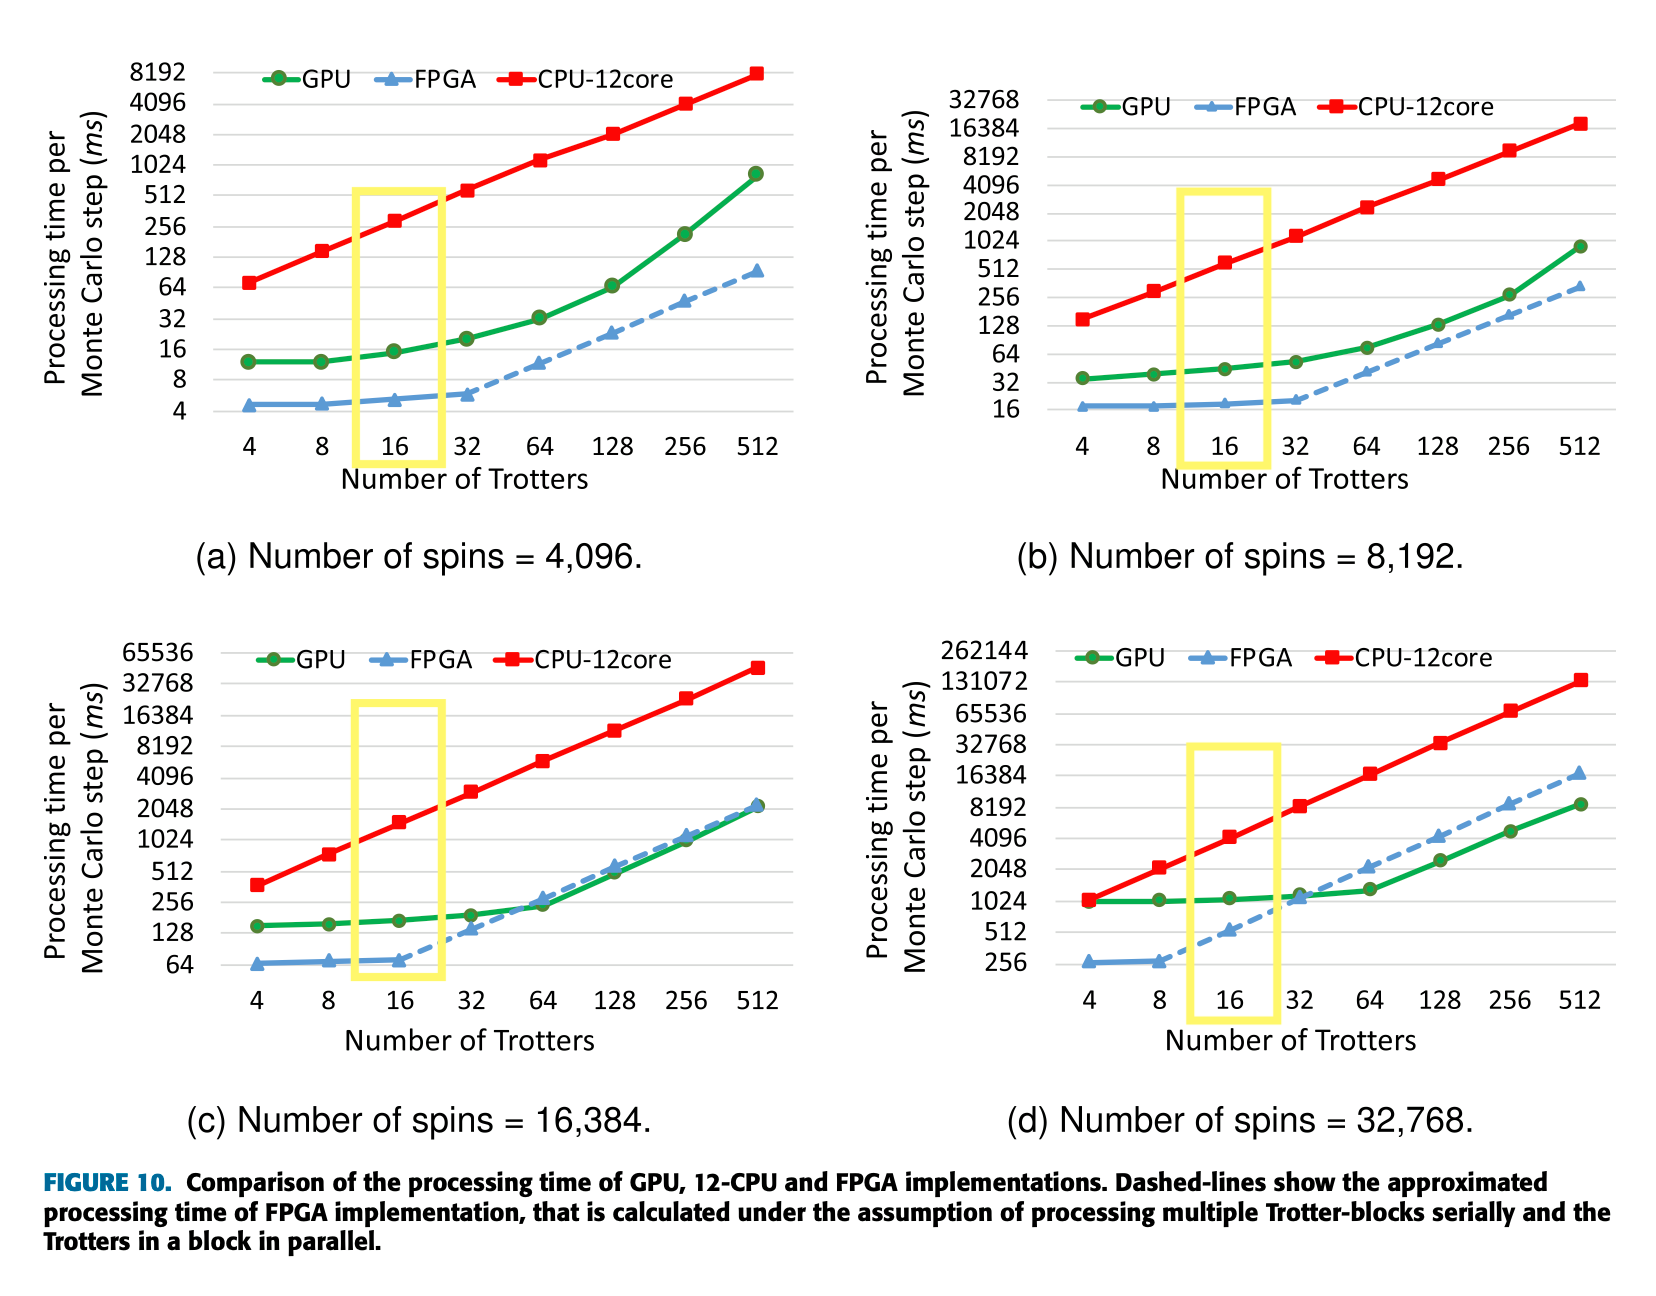 GPU FPGA CPU-12core
Processing time per
Monte Carlo step (ms)
8192
4096
2048
1024
512
256
128
64
32
16
8
4
4 8 16 32 64 128 256 512
Number of Trotters
(a) Number of spins = 4,096.
GPU FPGA CPU-12core
Processing time per
Monte Carlo step (ms)
32768
16384
8192
4096
2048
1024
512
256
128
64
32
16
4 8 16 32 64 128 256 512
Number of Trotters
(b) Number of spins = 8,192.
GPU FPGA CPU-12core
Processing time per
Monte Carlo step (ms)
65536
32768
16384
8192
4096
2048
1024
512
256
128
64
4 8 16 32 64 128 256 512
Number of Trotters
(c) Number of spins = 16,384.
GPU FPGA CPU-12core
Processing time per
Monte Carlo step (ms)
262144
131072
65536
32768
16384
8192
4096
2048
1024
512
256
4 8 16 32 64 128 256 512
Number of Trotters
(d) Number of spins = 32,768.
FIGURE 10. Comparison of the processing time of GPU, 12-CPU and FPGA implementations. Dashed-lines show the approximated
processing time of FPGA implementation, that is calculated under the assumption of processing multiple Trotter-blocks serially and the
Trotters in a block in parallel.